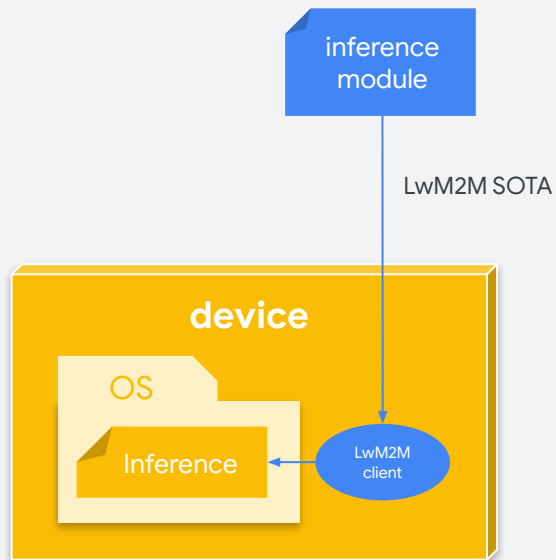 inference
module
LwM2M SOTA
device
OS
Inference
LwM2M
client